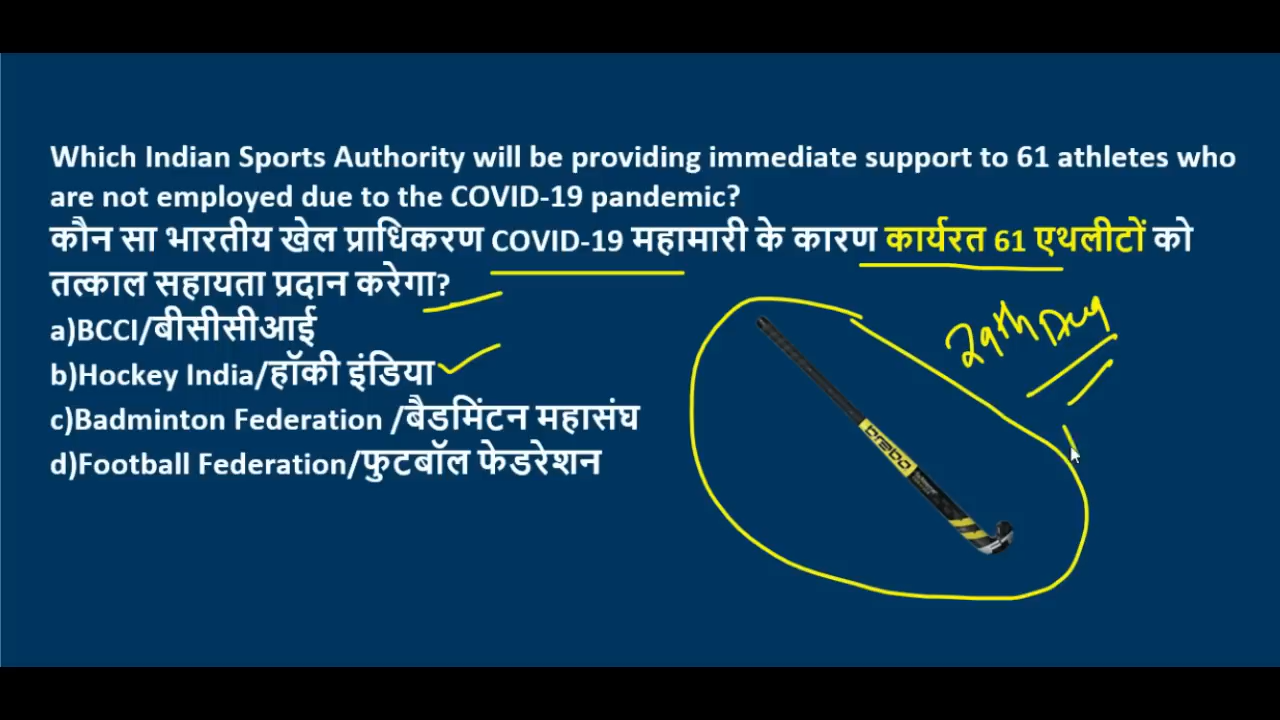 Which Indian Sports Authority will be providing immediate support to 61 athletes who
are not employed due to the COVID-19 pandemic?
कौन सा भारतीय खेल प्राधिकरण COVID-19 महामारी के कारण कार्यरत 61 एथलीटों को
तत्काल सहायता प्रदान करेगा?
a)BCCI/बीसीसीआई
b)Hockey India/हॉकी इंडिया
c)Badminton Federation /बैडमिंटन महासंघ
d)Football Federation/फुटबॉल फेडरेशन
29th
brabo